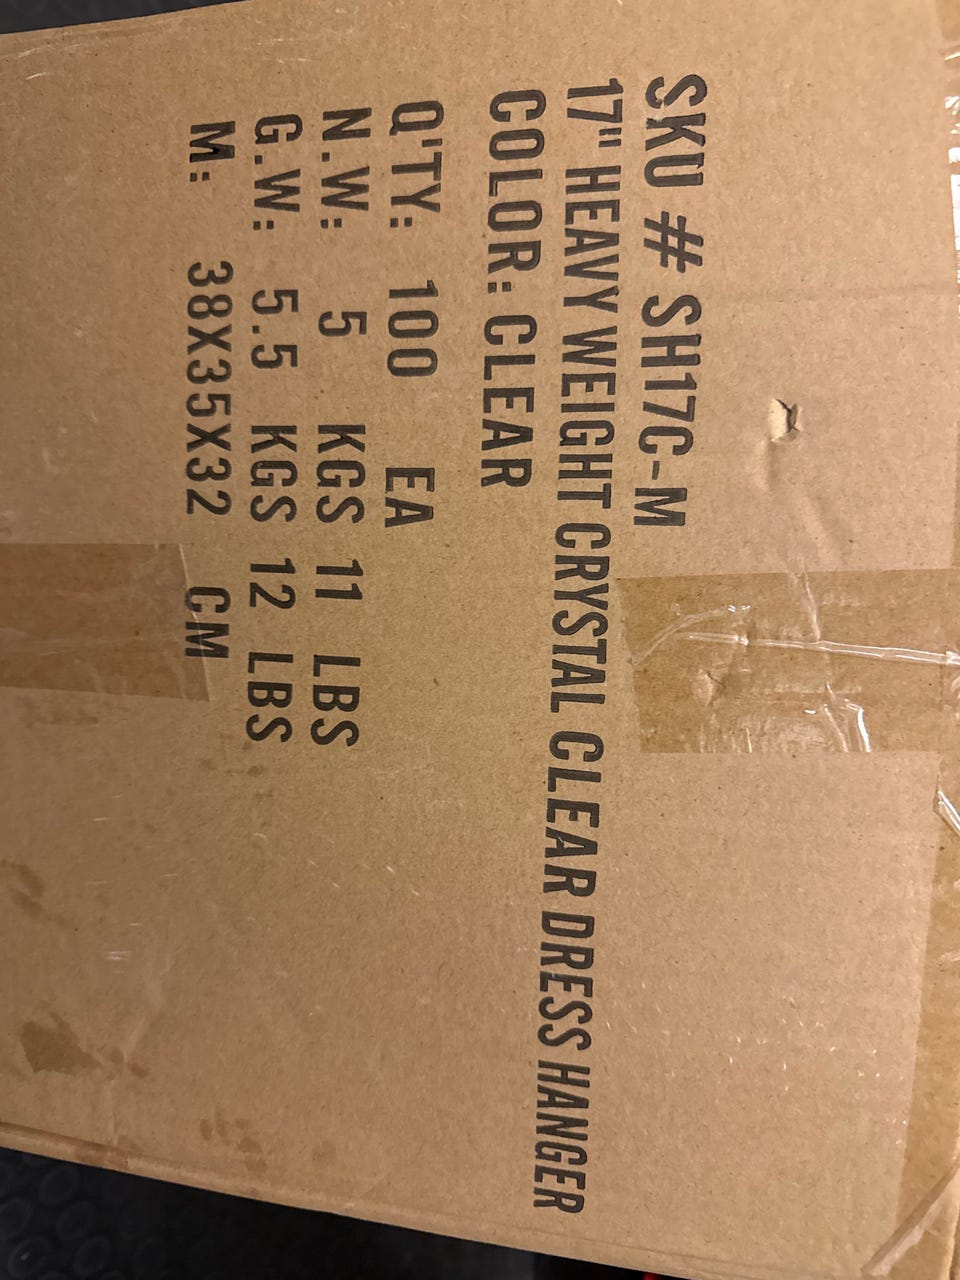 SKU # SH17C-M
17" HEAVY WEIGHT CRYSTAL CLEAR DRESS HANGER
COLOR: CLEAR
Q'TY: 100 EA
N.W: 5 KGS 11 LBS
G.W: 5.5 KGS 12 LBS
M: 38X35X32 CM